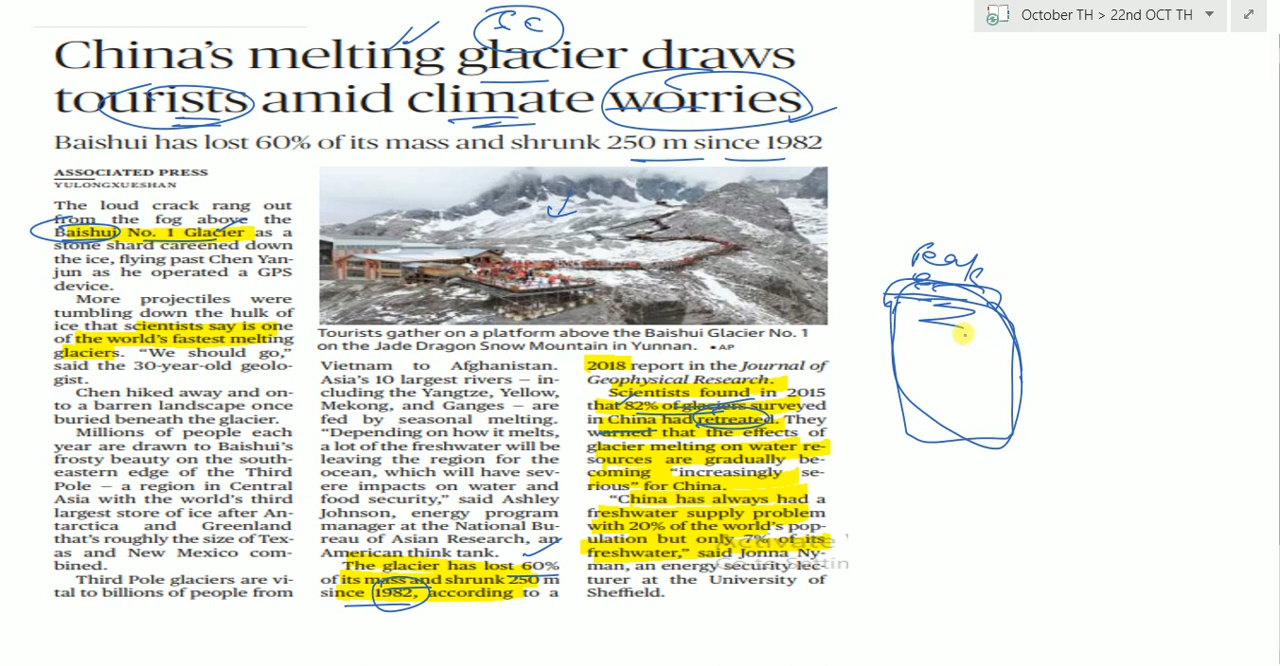 October TH > 22nd OCT TH
China's melting glacier draws
tourists amid climate worries
Baishui has lost 60% of its mass and shrunk 250 m since 1982
ASSOCIATED PRESS
YULONGXUESHAN
The loud crack rang out
from the fog above the
Baishui No. 1 Glacier as a
stone shard careened down
the ice, flying past Chen Yan-
jun as he operated a GPS
device.
More projectiles were
tumbling down the hulk of
ice that scientists say is one
of the world's fastest melting
glaciers. “We should go,”
said the 30-year-old geolo-
gist.
Chen hiked away and on-
to a barren landscape once
buried beneath the glacier.
Millions of people each
year are drawn to Baishui's
frosty beauty on the south-
eastern edge of the Third
Pole – a region in Central
Asia with the world's third
largest store of ice after An-
tarctica and Greenland
that's roughly the size of Tex-
as and New Mexico com-
bined.
Third Pole glaciers are vi-
tal to billions of people from
Tourists gather on a platform above the Baishui Glacier No. 1
on the Jade Dragon Snow Mountain in Yunnan. • AP
Vietnam to Afghanistan.
Asia's 10 largest rivers – in-
cluding the Yangtze, Yellow,
Mekong, and Ganges – are
fed by seasonal melting.
“Depending on how it melts,
a lot of the freshwater will be
leaving the region for the
ocean, which will have sev-
ere impacts on water and
food security,” said Ashley
Johnson, energy program
manager at the National Bu-
reau of Asian Research, an
American think tank.
The glacier has lost 60%
of its mass and shrunk 250 m
since 1982, according to a
2018 report in the Journal of
Geophysical Research.
Scientists found in 2015
that 82% of glaciers surveyed
in China had retreated. They
warned that the effects of
glacier melting on water re-
sources are gradually be-
coming “increasingly se-
rious” for China.
“China has always had a
freshwater supply problem
with 20% of the world's pop-
ulation but only 7% of its
freshwater,” said Jonna Ny-
man, an energy security lec-
turer at the University of
Sheffield.